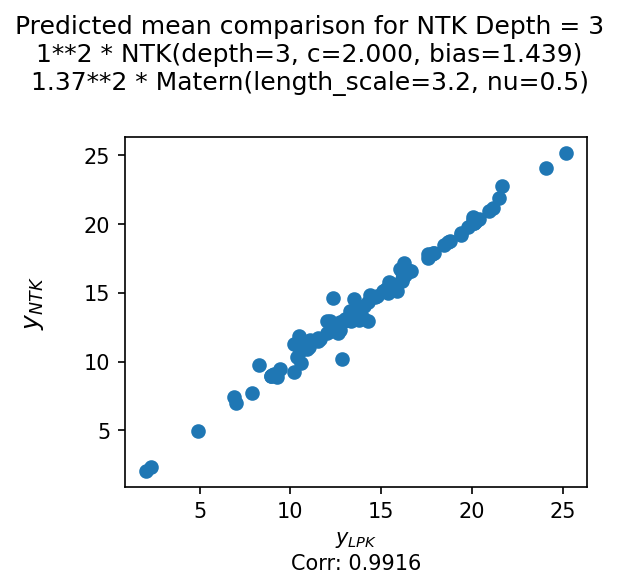 Predicted mean comparison for NTK Depth = 3
1**2 * NTK(depth=3, c=2.000, bias=1.439)
1.37**2 * Matern(length_scale=3.2, nu=0.5)
25
20
15
10
5
y_NTK
5 10 15 20 25
y_LPK
Corr: 0.9916